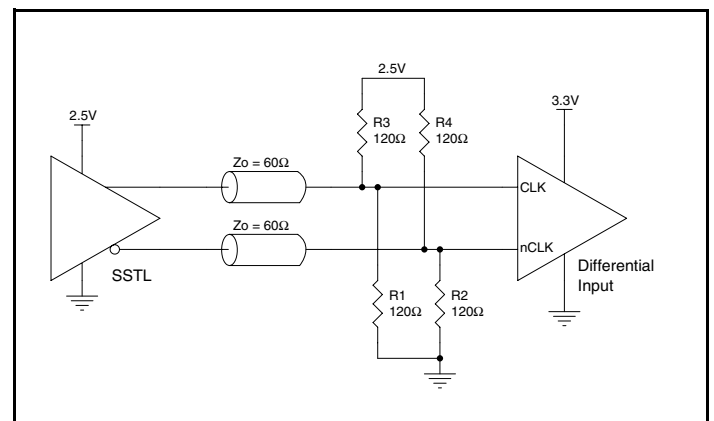 2.5V
3.3V
2.5V
R3
120Ω
R4
120Ω
Zo = 60Ω
CLK
Zo = 60Ω
nCLK
SSTL
Differential
Input
R1
120Ω
R2
120Ω